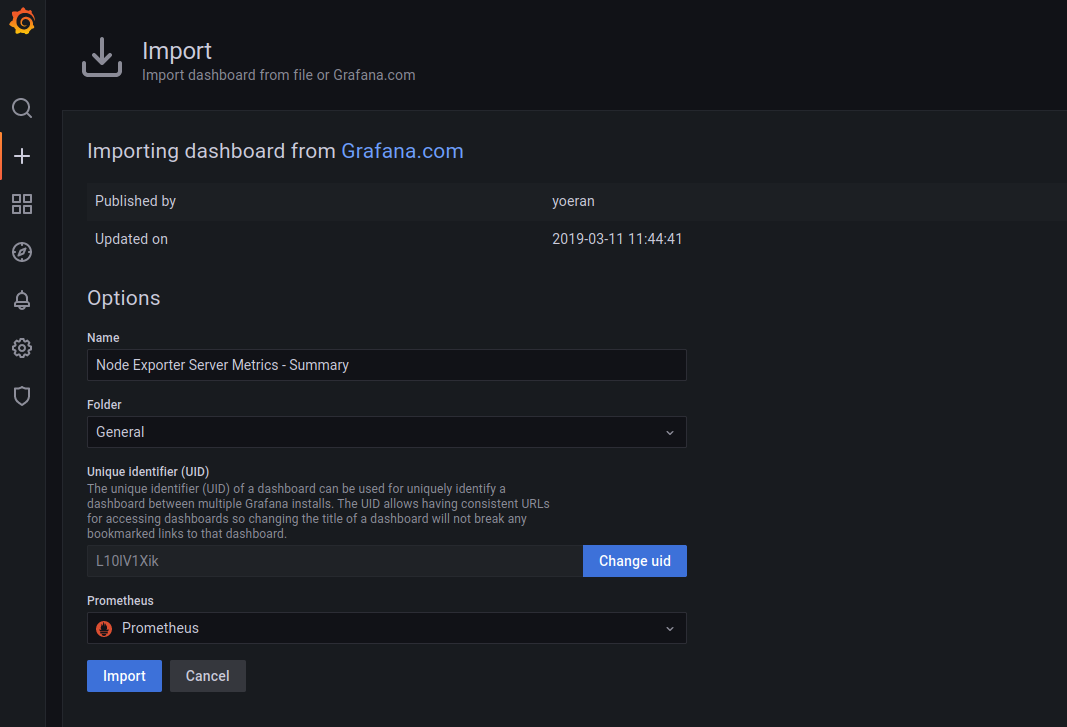 Import
Import dashboard from file or Grafana.com
Importing dashboard from Grafana.com
Published by yoeran
Updated on 2019-03-11 11:44:41
Options
Name
Node Exporter Server Metrics - Summary
Folder
General
Unique identifier (UID)
The unique identifier (UID) of a dashboard can be used for uniquely identify a
dashboard between multiple Grafana installs. The UID allows having consistent URLs
for accessing dashboards so changing the title of a dashboard will not break any
bookmarked links to that dashboard.
L10lV1Xik Change uid
Prometheus
Prometheus
Import Cancel